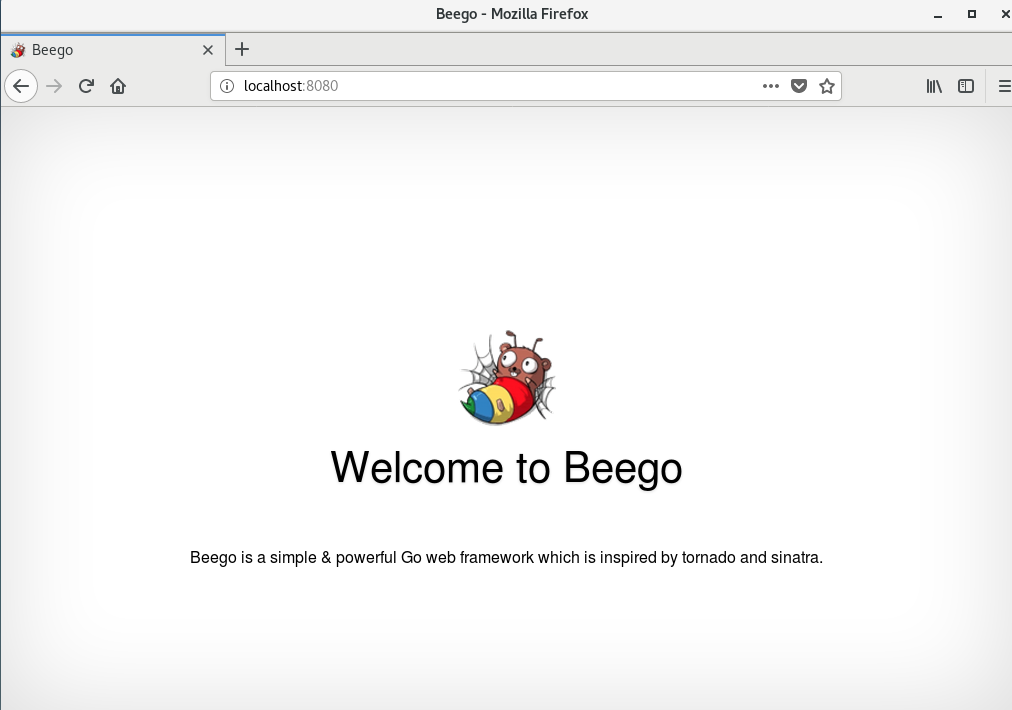 Beego - Mozilla Firefox
Beego
localhost:8080
Welcome to Beego
Beego is a simple & powerful Go web framework which is inspired by tornado and sinatra.